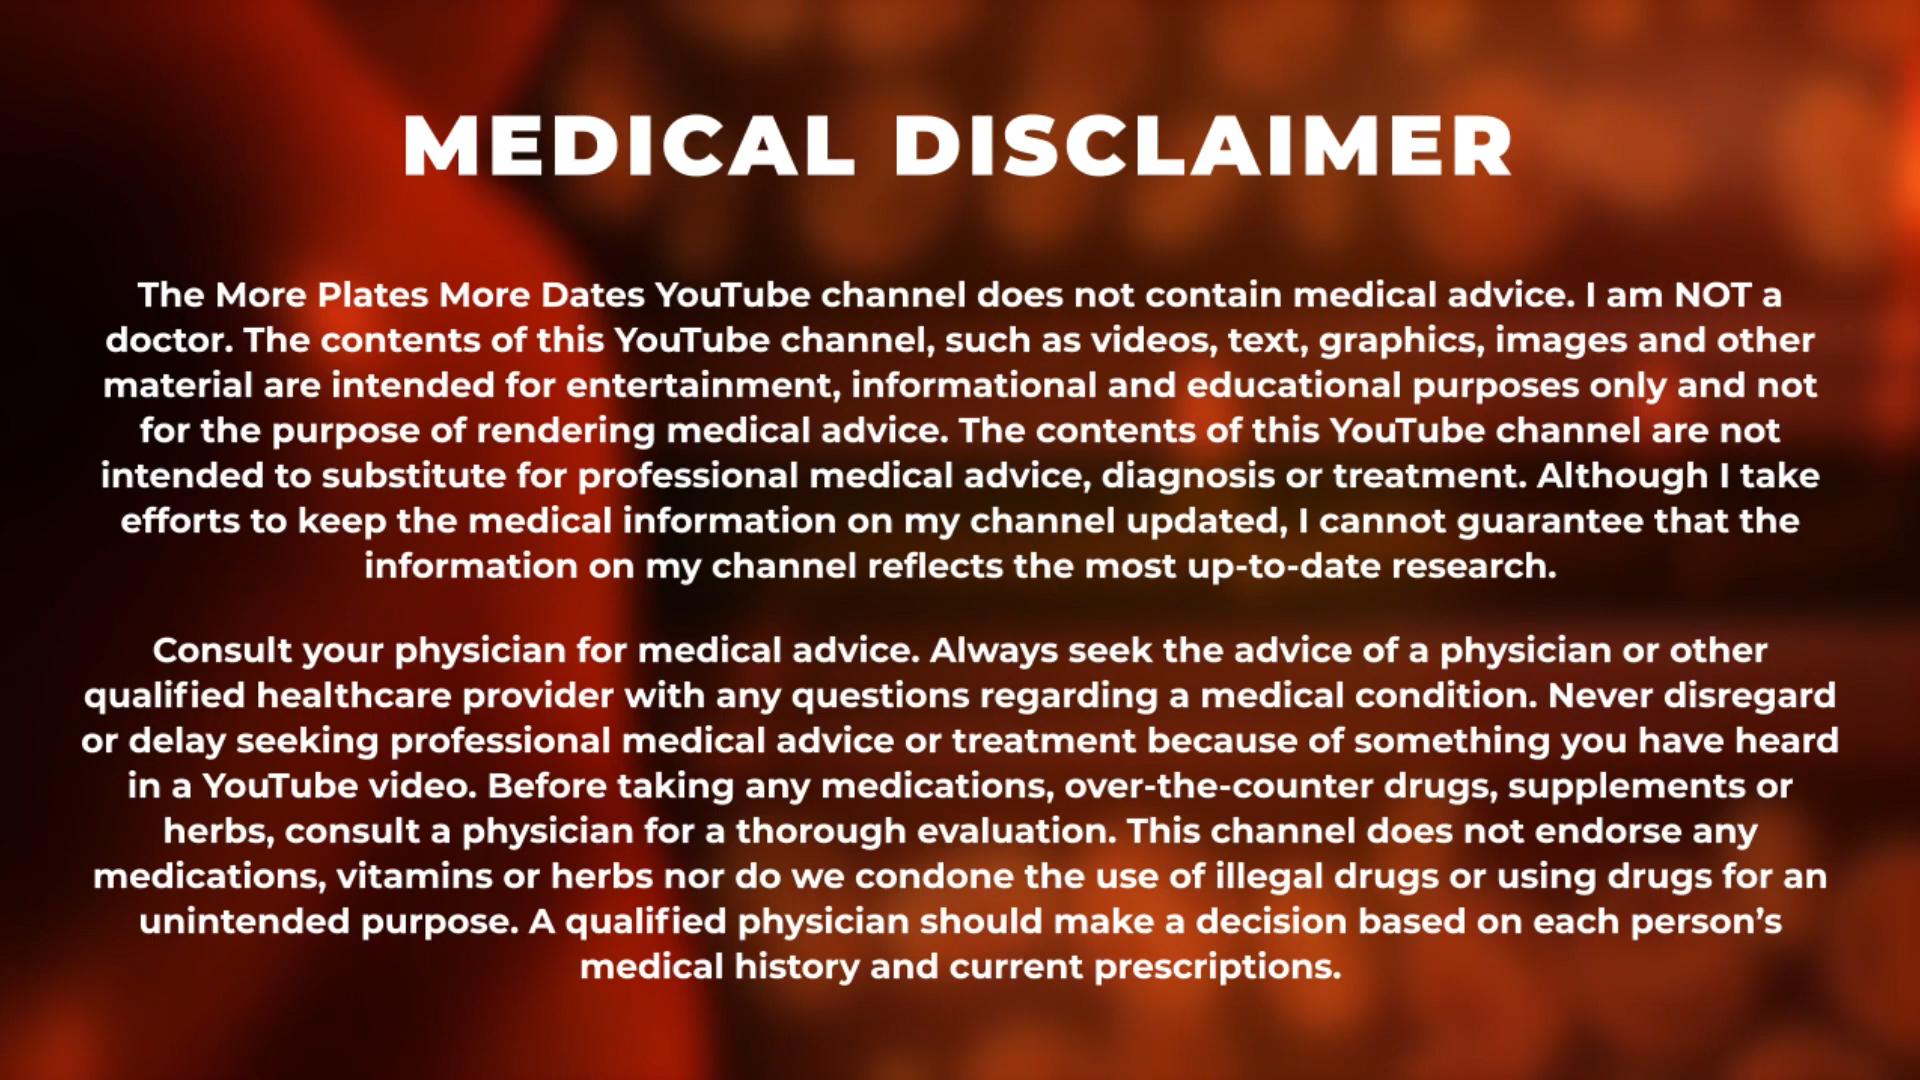 MEDICAL DISCLAIMER
The More Plates More Dates YouTube channel does not contain medical advice. I am NOT a
doctor. The contents of this YouTube channel, such as videos, text, graphics, images and other
material are intended for entertainment, informational and educational purposes only and not
for the purpose of rendering medical advice. The contents of this YouTube channel are not
intended to substitute for professional medical advice, diagnosis or treatment. Although I take
efforts to keep the medical information on my channel updated, I cannot guarantee that the
information on my channel reflects the most up-to-date research.
Consult your physician for medical advice. Always seek the advice of a physician or other
qualified healthcare provider with any questions regarding a medical condition. Never disregard
or delay seeking professional medical advice or treatment because of something you have heard
in a YouTube video. Before taking any medications, over-the-counter drugs, supplements or
herbs, consult a physician for a thorough evaluation. This channel does not endorse any
medications, vitamins or herbs nor do we condone the use of illegal drugs or using drugs for an
unintended purpose. A qualified physician should make a decision based on each person’s
medical history and current prescriptions.